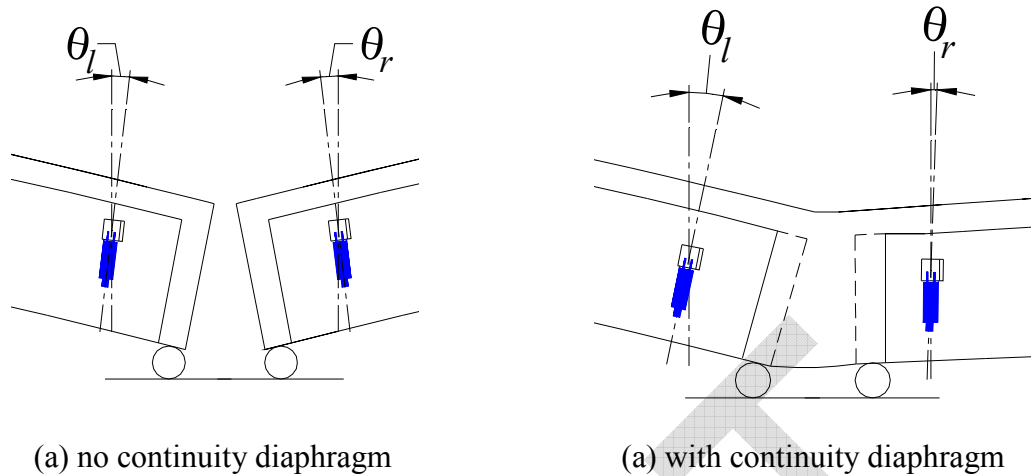 θl
θr
θl
θr
(a) no continuity diaphragm
(a) with continuity diaphragm